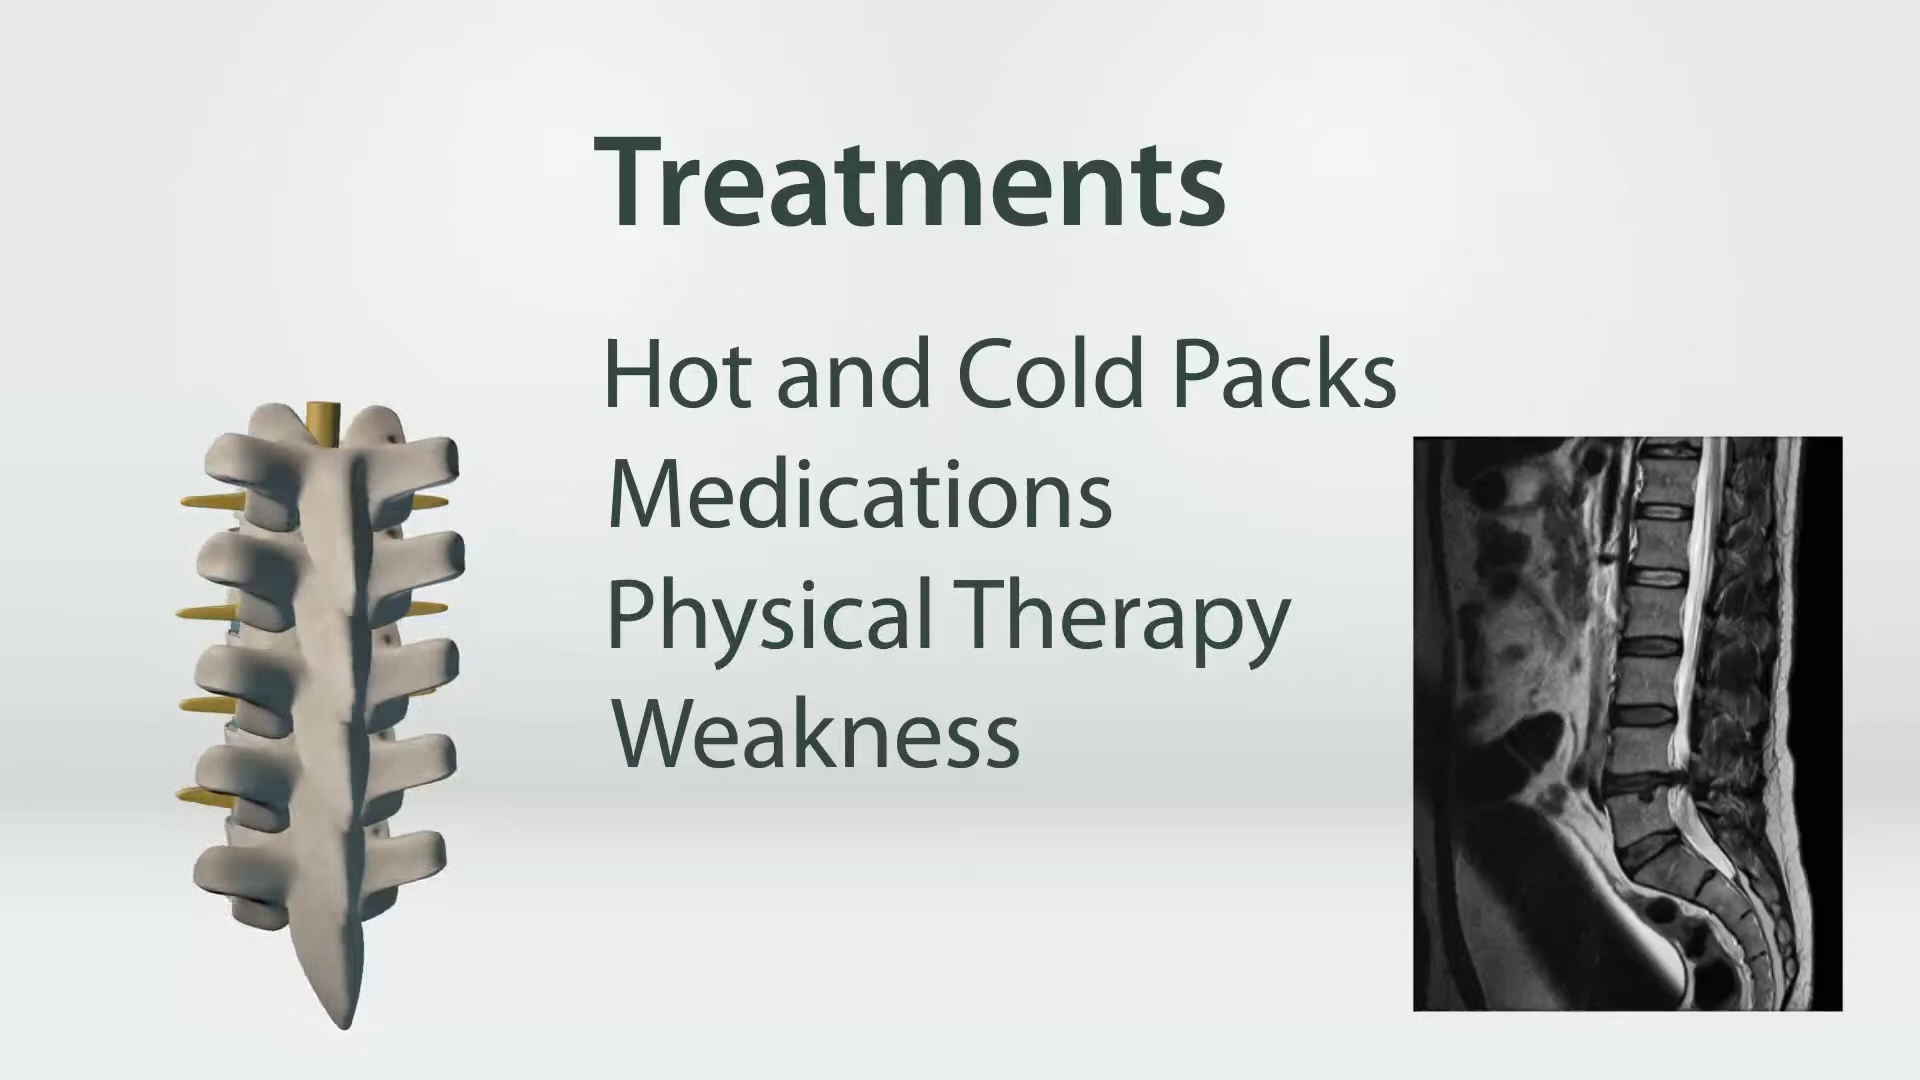 Treatments
Hot and Cold Packs
Medications
Physical Therapy
Weakness